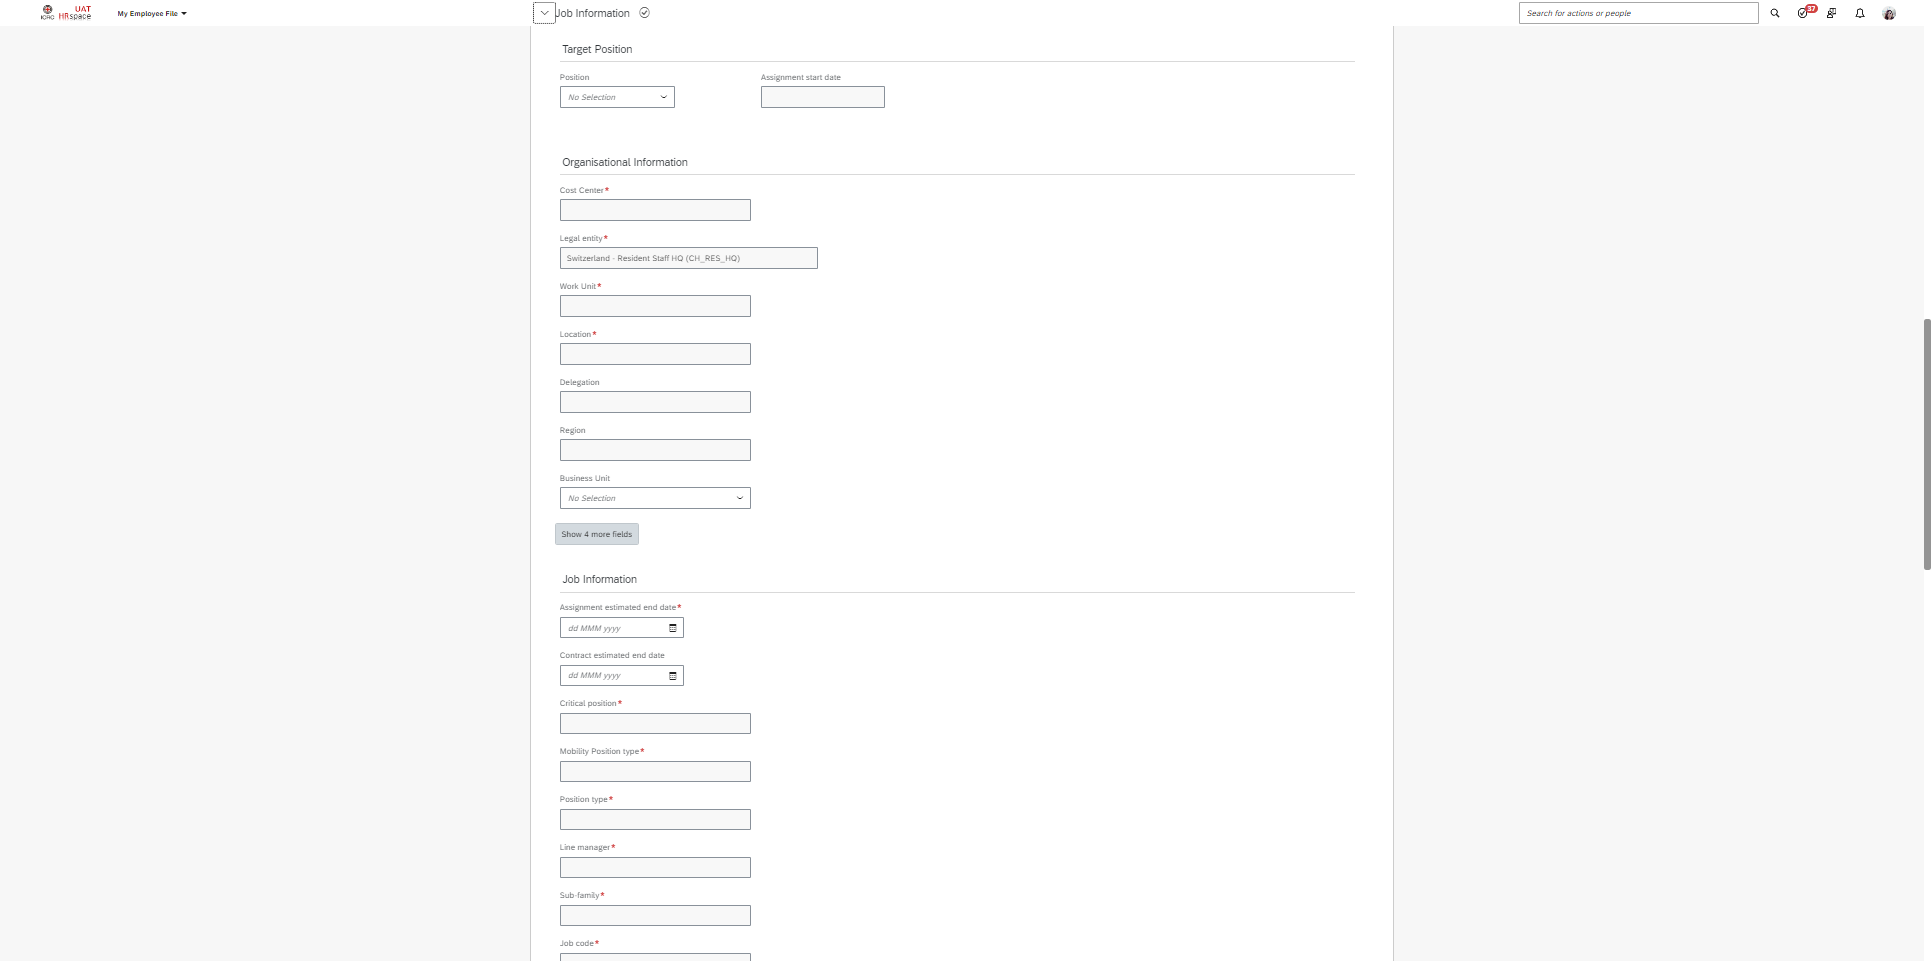 ICRC
UAT
HRspace
My Employee File
Job Information
Search for actions or people
37
Target Position
Position
Assignment start date
No Selection
Organisational Information
Cost Center*
Legal entity*
Switzerland - Resident Staff HQ (CH_RES_HQ)
Work Unit*
Location*
Delegation
Region
Business Unit
No Selection
Show 4 more fields
Job Information
Assignment estimated end date*
dd MMM yyyy
Contract estimated end date
dd MMM yyyy
Critical position*
Mobility Position type*
Position type*
Line manager*
Sub-family*
Job code*